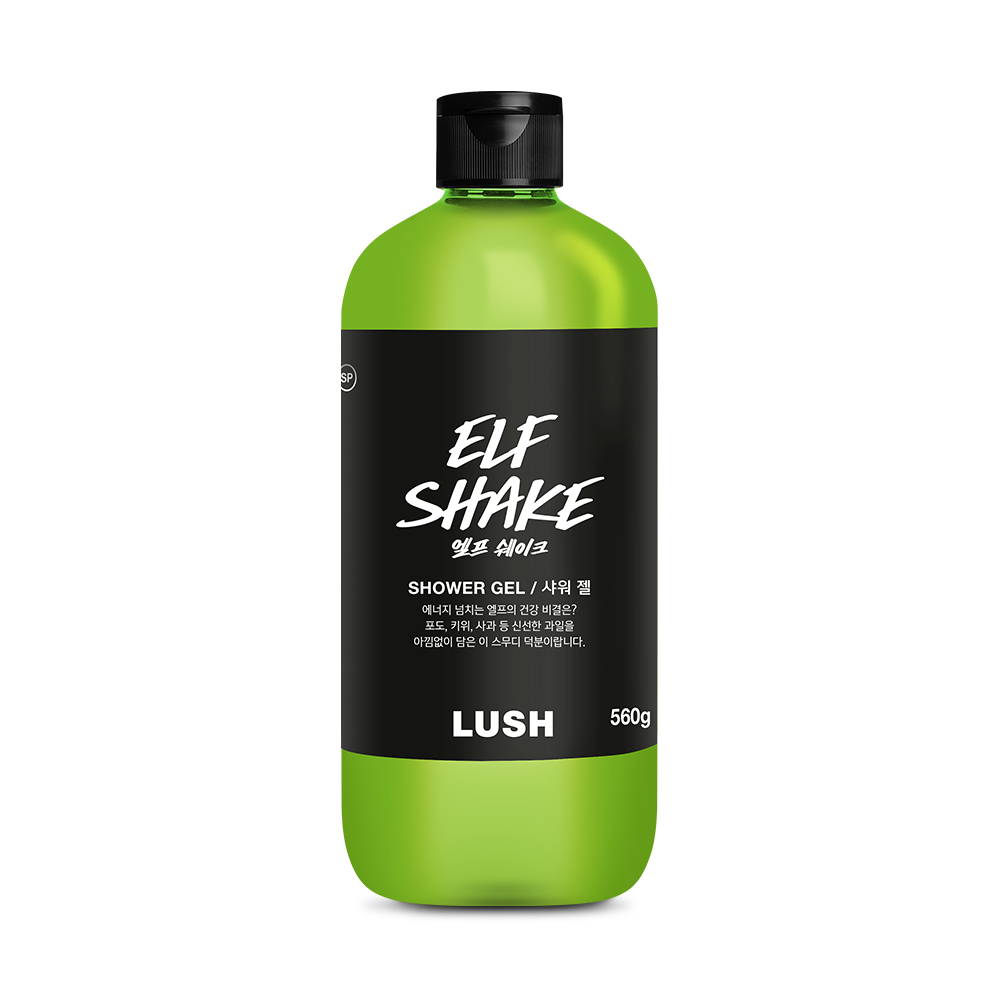 SP
ELF
SHAKE
엘프 쉐이크
SHOWER GEL / 샤워 젤
에너지 넘치는 엘프의 건강 비결은?
포도, 키위, 사과 등 신선한 과일을
아낌없이 담은 이 스무디 덕분이랍니다.
LUSH
560g